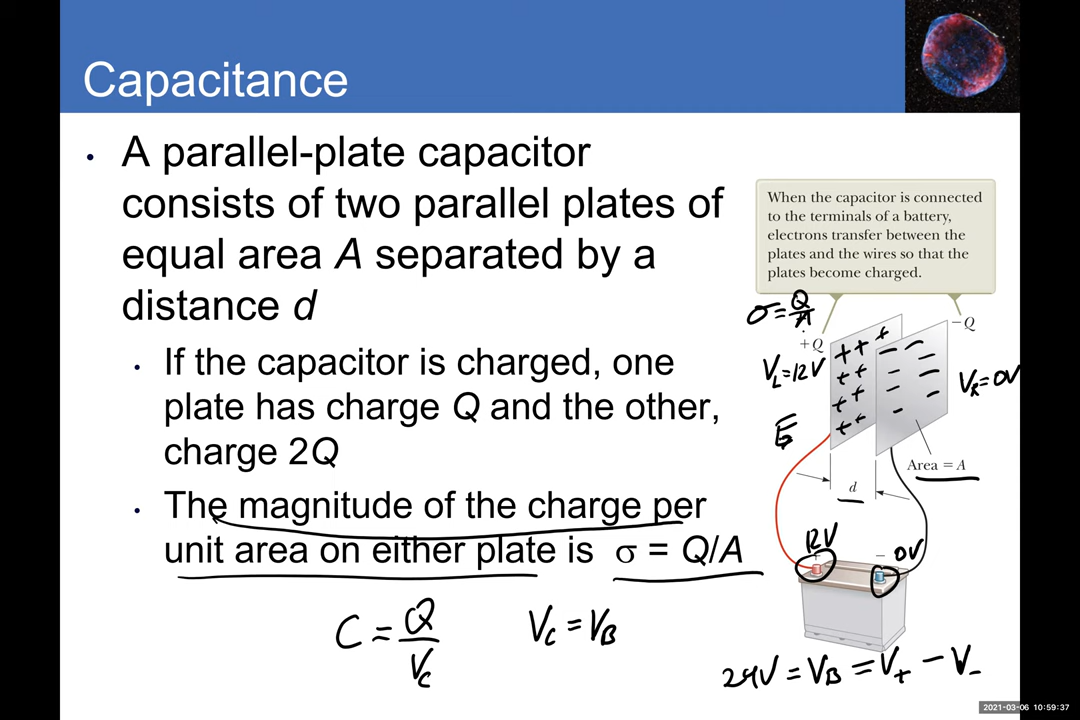 Capacitance
• A parallel-plate capacitor
consists of two parallel plates of
equal area A separated by a
distance d
• If the capacitor is charged, one
plate has charge Q and the other,
charge 2Q
• The magnitude of the charge per
unit area on either plate is σ = Q/A
C = Q/V_C
V_C = V_B
When the capacitor is connected
to the terminals of a battery,
electrons transfer between the
plates and the wires so that the
plates become charged.
σ = Q/A
+Q
−Q
V_L = 12V
V_R = 0V
+ + +
+ +
+ +
+ +
− −
− −
− −
− −
Area = A
d
12V
− 0V
24V = V_B = V_+ − V_-
2021-03-06 10:59:37